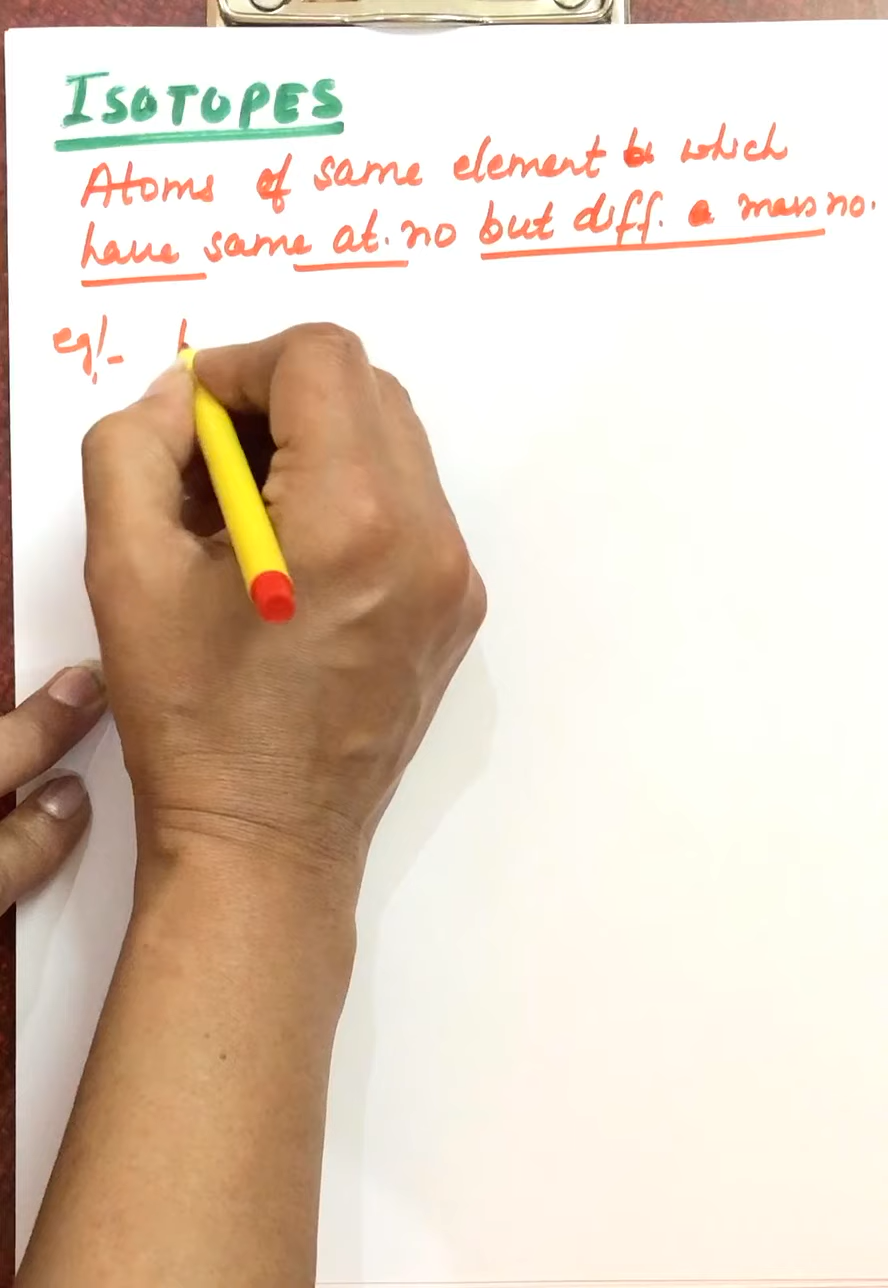 ISOTOPES
Atoms of same element which
have same at. no but diff. mass no.
eg:-